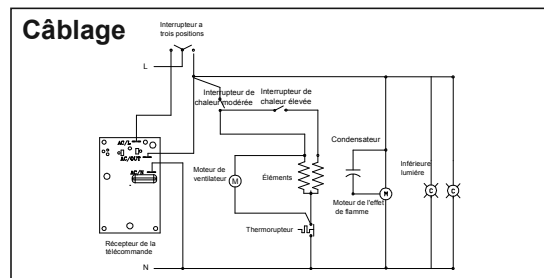 Câblage
Interrupteur a
trois positions
L
Interrupteur de
chaleur modérée
Interrupteur de
chaleur élevée
AC/L
AC/OUT
AC/N
Condensateur
Inférieure
lumière
Moteur de
ventilateur
M
Éléments
M
C
C
Moteur de l'effet
de flamme
Thermorupteur
Récepteur de la
télécommande
N